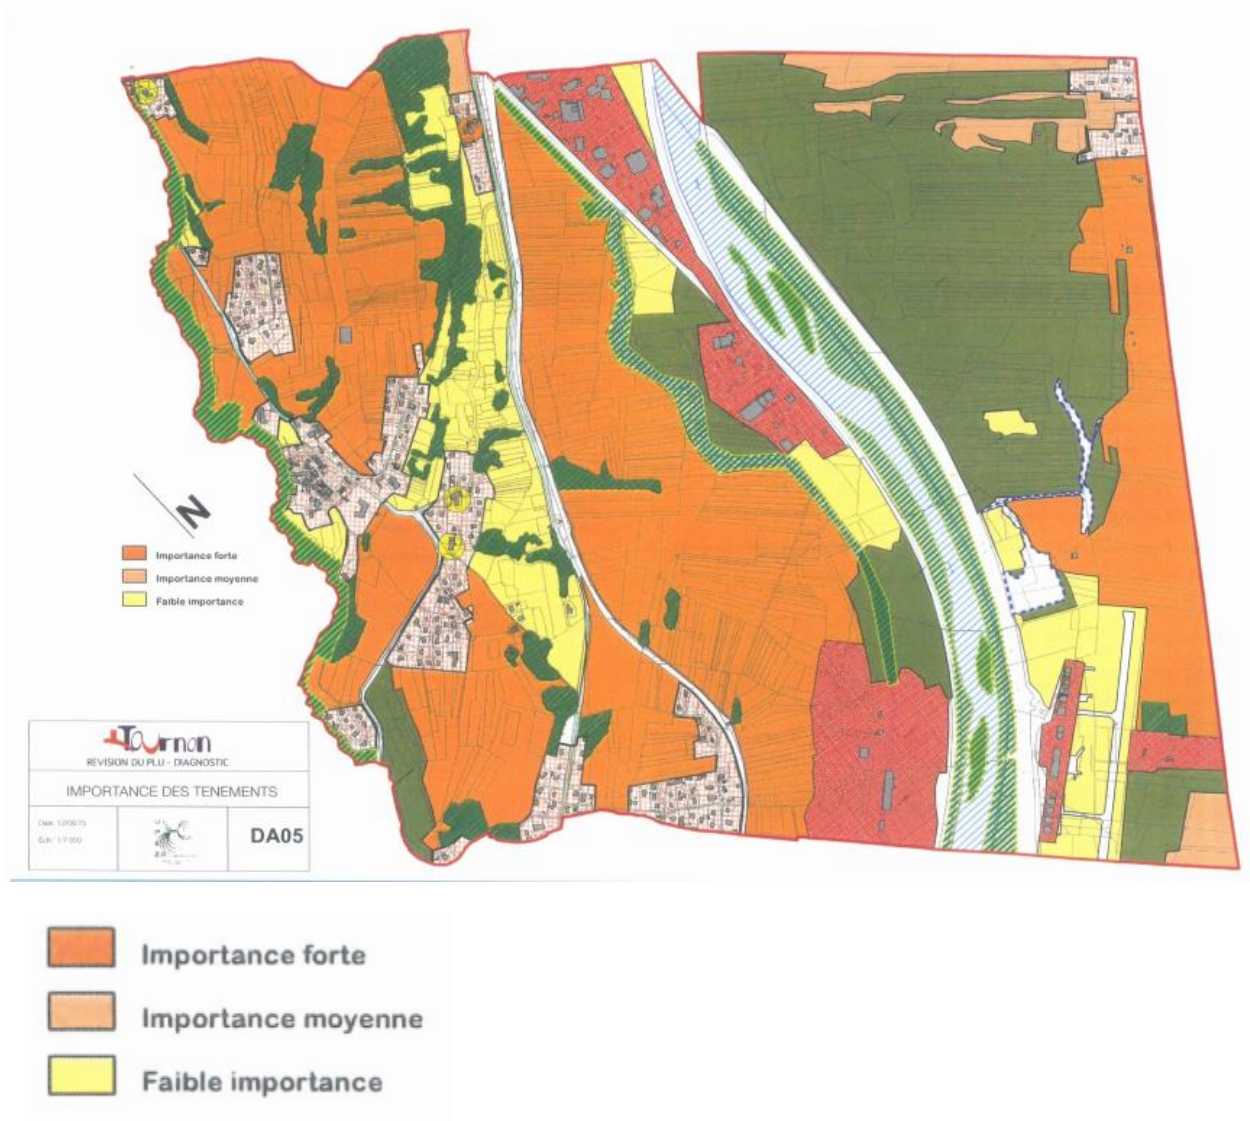 N
Importance forte
Importance moyenne
Faible importance
Tournon
REVISION DU PLU - DIAGNOSTIC
IMPORTANCE DES TENEMENTS
DA05
Importance forte
Importance moyenne
Faible importance